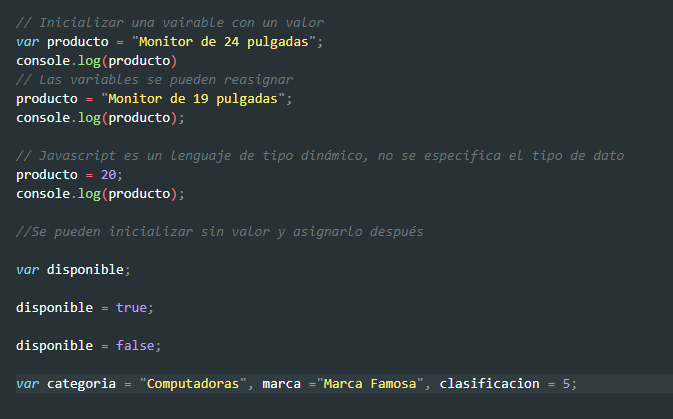 // Inicializar una vairable con un valor
var producto = "Monitor de 24 pulgadas";
console.log(producto)
// Las variables se pueden reasignar
producto = "Monitor de 19 pulgadas";
console.log(producto);
// Javascript es un lenguaje de tipo dinámico, no se especifica el tipo de dato
producto = 20;
console.log(producto);
//Se pueden inicializar sin valor y asignarlo después
var disponible;
disponible = true;
disponible = false;
var categoria = "Computadoras", marca ="Marca Famosa", clasificacion = 5;